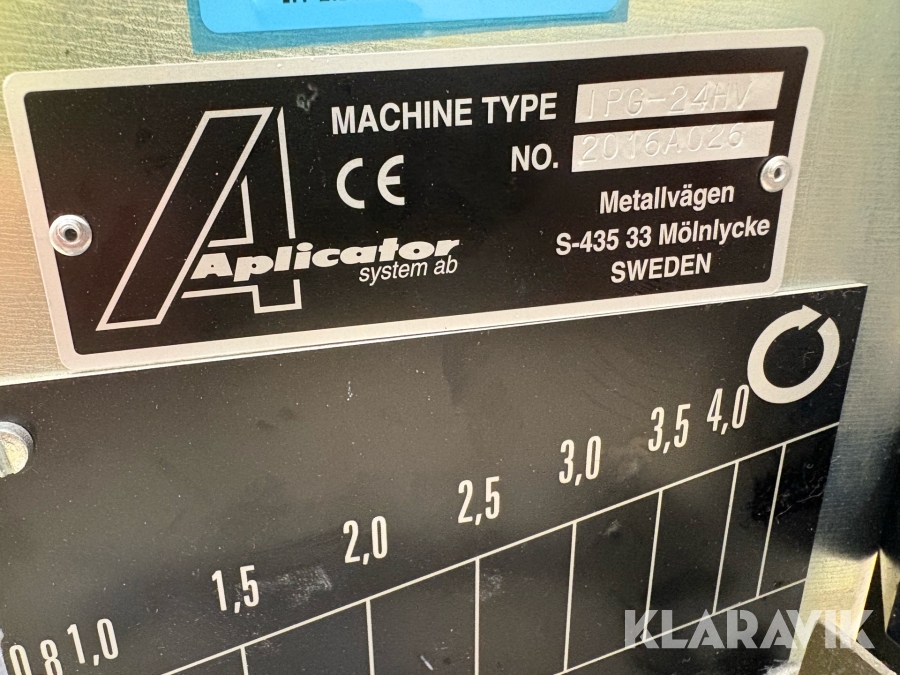 MACHINE TYPE IPG-24HV
NO. 2016A026
CE
Aplicator
system ab
Metallvägen
S-435 33 Mölnlycke
SWEDEN
0,8 1,0 1,5 2,0 2,5 3,0 3,5 4,0
KLARAVIK